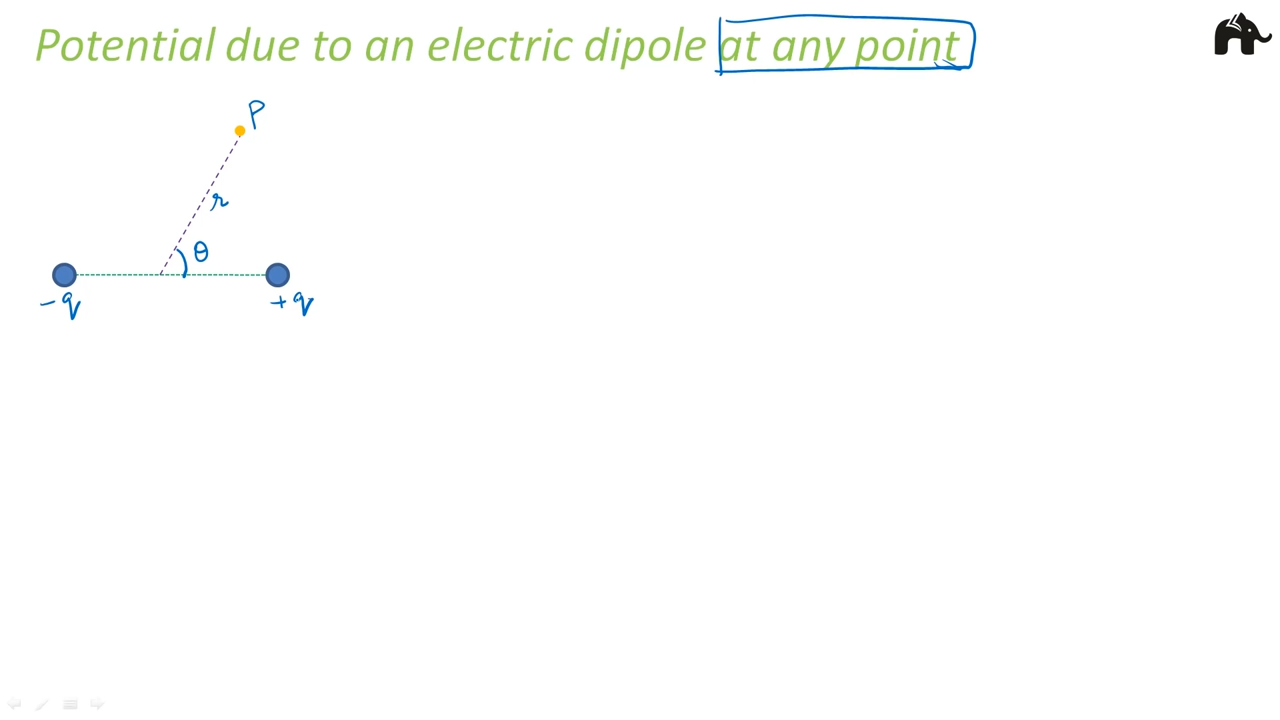 Potential due to an electric dipole at any point
P
r
θ
-q
+q